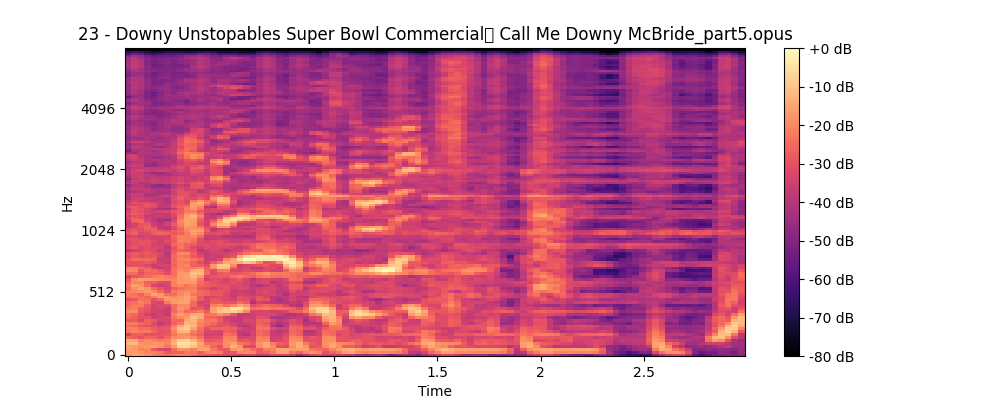 23 - Downy Unstopables Super Bowl Commercial▯ Call Me Downy McBride_part5.opus
+0 dB
4096
-10 dB
-20 dB
2048
-30 dB
Hz
1024
-40 dB
-50 dB
512
-60 dB
-70 dB
0
-80 dB
0
0.5
1
1.5
2
2.5
Time